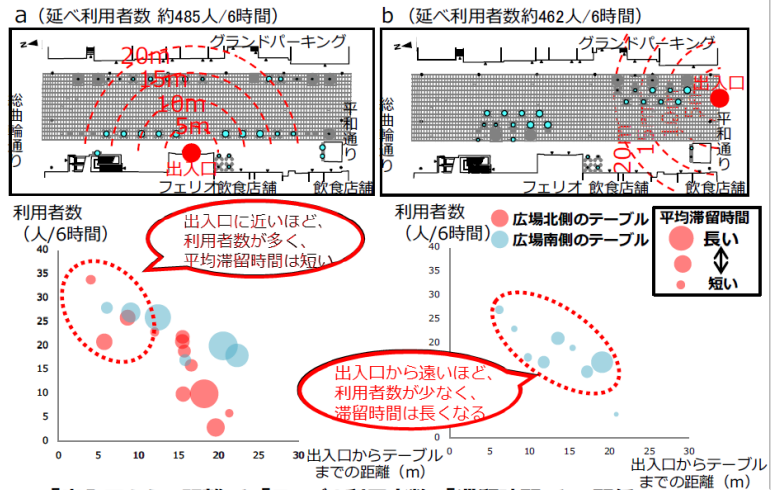 a（延べ利用者数 約485人/6時間）
b（延べ利用者数約462人/6時間）
グランドパーキング
グランドパーキング
N
N
20m
15m
10m
5m
出入口
総曲輪通り
平和通り
フェリオ 飲食店舗
飲食店舗
出入口
20m
総曲輪通り
平和通り
フェリオ 飲食店舗
飲食店舗
利用者数
（人/6時間）
出入口に近いほど、
利用者数が多く、
平均滞留時間は短い
40
35
30
25
20
15
10
5
0
0
5
10
15
20
25
30
出入口からテーブル
までの距離（m）
利用者数
（人/6時間）
広場北側のテーブル
広場南側のテーブル
平均滞留時間
長い
短い
出入口から遠いほど、
利用者数が少なく、
滞留時間は長くなる
40
35
30
25
20
15
10
5
0
0
5
10
15
20
25
30
出入口からテーブル
までの距離（m）